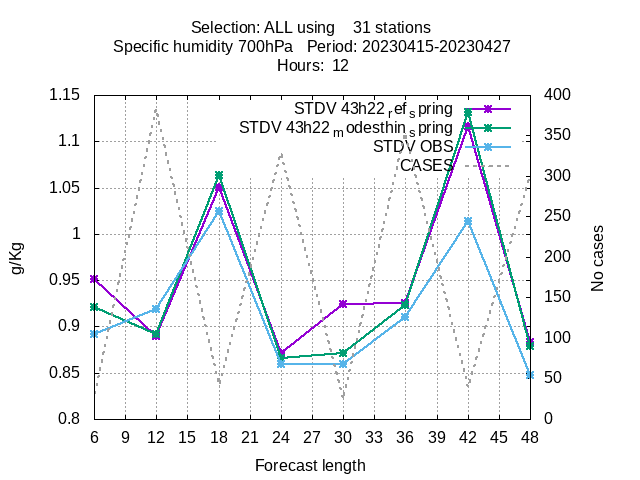 Selection: ALL using    31 stations
Specific humidity 700hPa   Period: 20230415-20230427
Hours:  12
STDV 43h22ref_spring
STDV 43h22modesthin_spring
STDV OBS
CASES
1.15
1.1
1.05
1
0.95
0.9
0.85
0.8
g/Kg
400
350
300
250
200
150
100
50
0
No cases
6 9 12 15 18 21 24 27 30 33 36 39 42 45 48
Forecast length